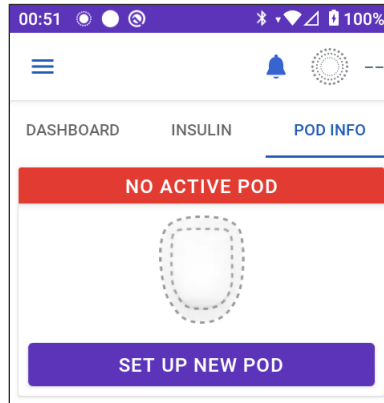 00:51 100%
--
DASHBOARD INSULIN POD INFO
NO ACTIVE POD
SET UP NEW POD